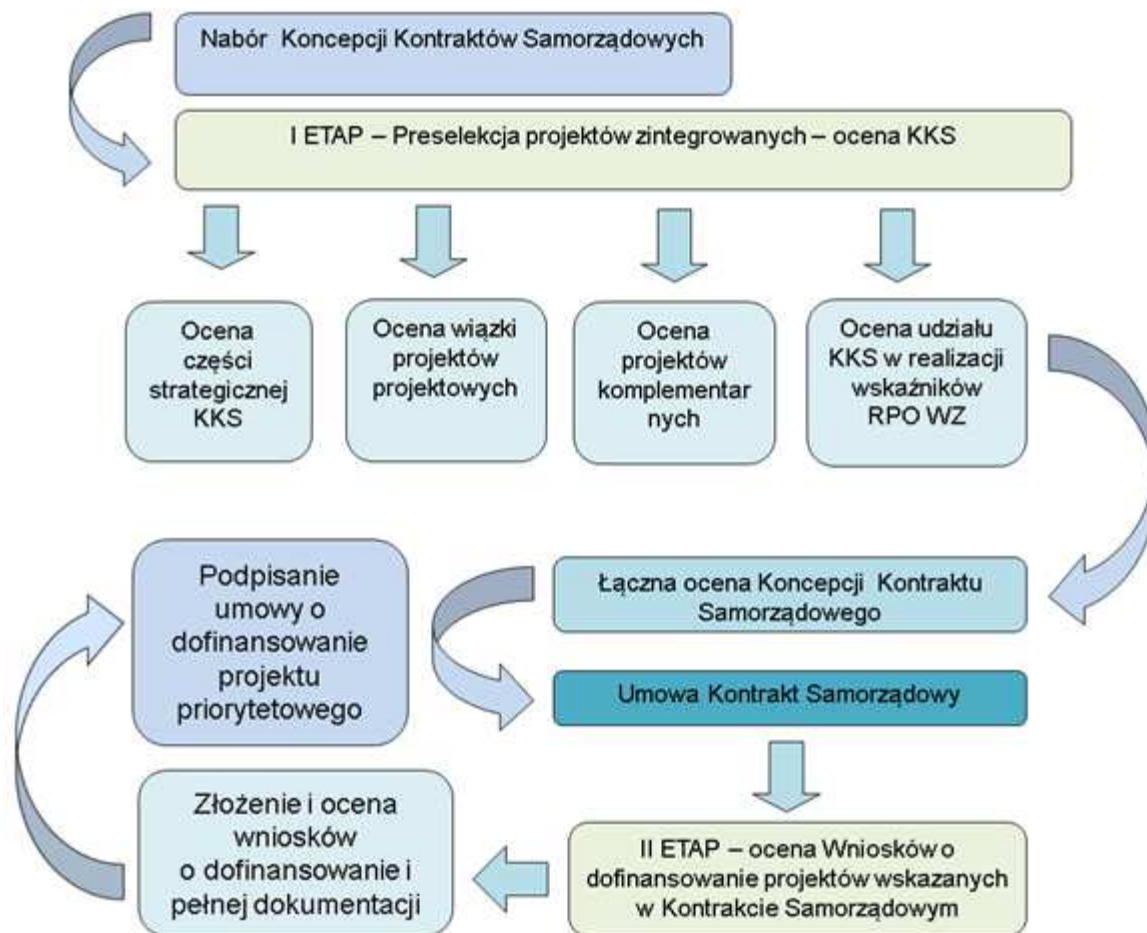 Nabór Koncepcji Kontraktów Samorządowych
I ETAP – Preselekcja projektów zintegrowanych – ocena KKS
Ocena
części
strategicznej
KKS
Ocena wiązki
projektów
projektowych
Ocena
projektów
komplementar
nych
Ocena udziału
KKS w realizacji
wskaźników
RPO WZ
Podpisanie
umowy o
dofinansowanie
projektu
priorytetowego
Łączna ocena Koncepcji Kontraktu
Samorządowego
Umowa Kontrakt Samorządowy
Złożenie i ocena
wniosków
o dofinansowanie i
pełnej dokumentacji
II ETAP – ocena Wniosków o
dofinansowanie projektów wskazanych
w Kontrakcie Samorządowym